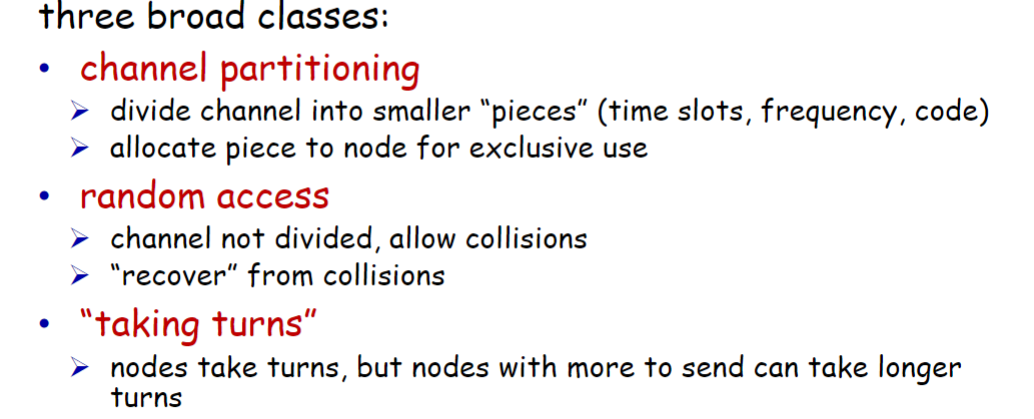 three broad classes:
• channel partitioning
➢ divide channel into smaller “pieces” (time slots, frequency, code)
➢ allocate piece to node for exclusive use
• random access
➢ channel not divided, allow collisions
➢ “recover” from collisions
• “taking turns”
➢ nodes take turns, but nodes with more to send can take longer
turns